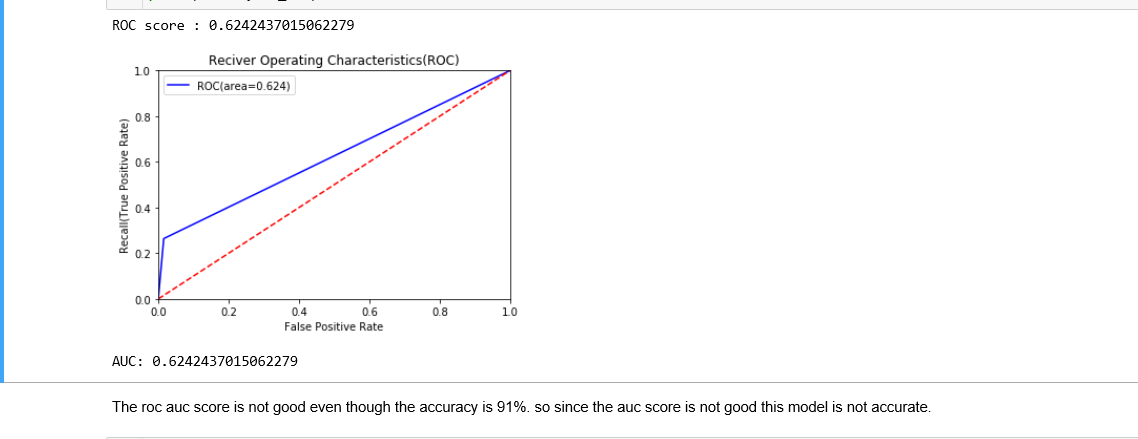 ROC score : 0.6242437015062279
Reciver Operating Characteristics(ROC)
ROC(area=0.624)
1.0
0.8
0.6
0.4
0.2
0.0
Recall(True Positive Rate)
0.0 0.2 0.4 0.6 0.8 1.0
False Positive Rate
AUC: 0.6242437015062279
The roc auc score is not good even though the accuracy is 91%. so since the auc score is not good this model is not accurate.